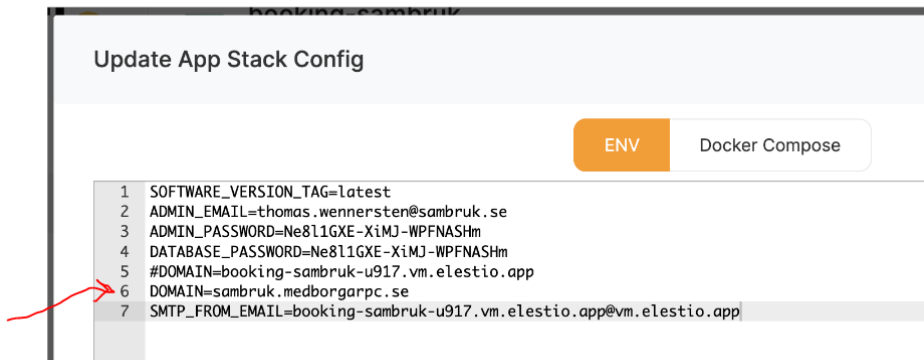 booking-sambruk
Update App Stack Config
ENV
Docker Compose
1 SOFTWARE_VERSION_TAG=latest
2 ADMIN_EMAIL=thomas.wennersten@sambruk.se
3 ADMIN_PASSWORD=Ne8l1GXE-XiMJ-WPFNASHm
4 DATABASE_PASSWORD=Ne8l1GXE-XiMJ-WPFNASHm
5 #DOMAIN=booking-sambruk-u917.vm.elestio.app
6 DOMAIN=sambruk.medborgarpc.se
7 SMTP_FROM_EMAIL=booking-sambruk-u917.vm.elestio.app@vm.elestio.app